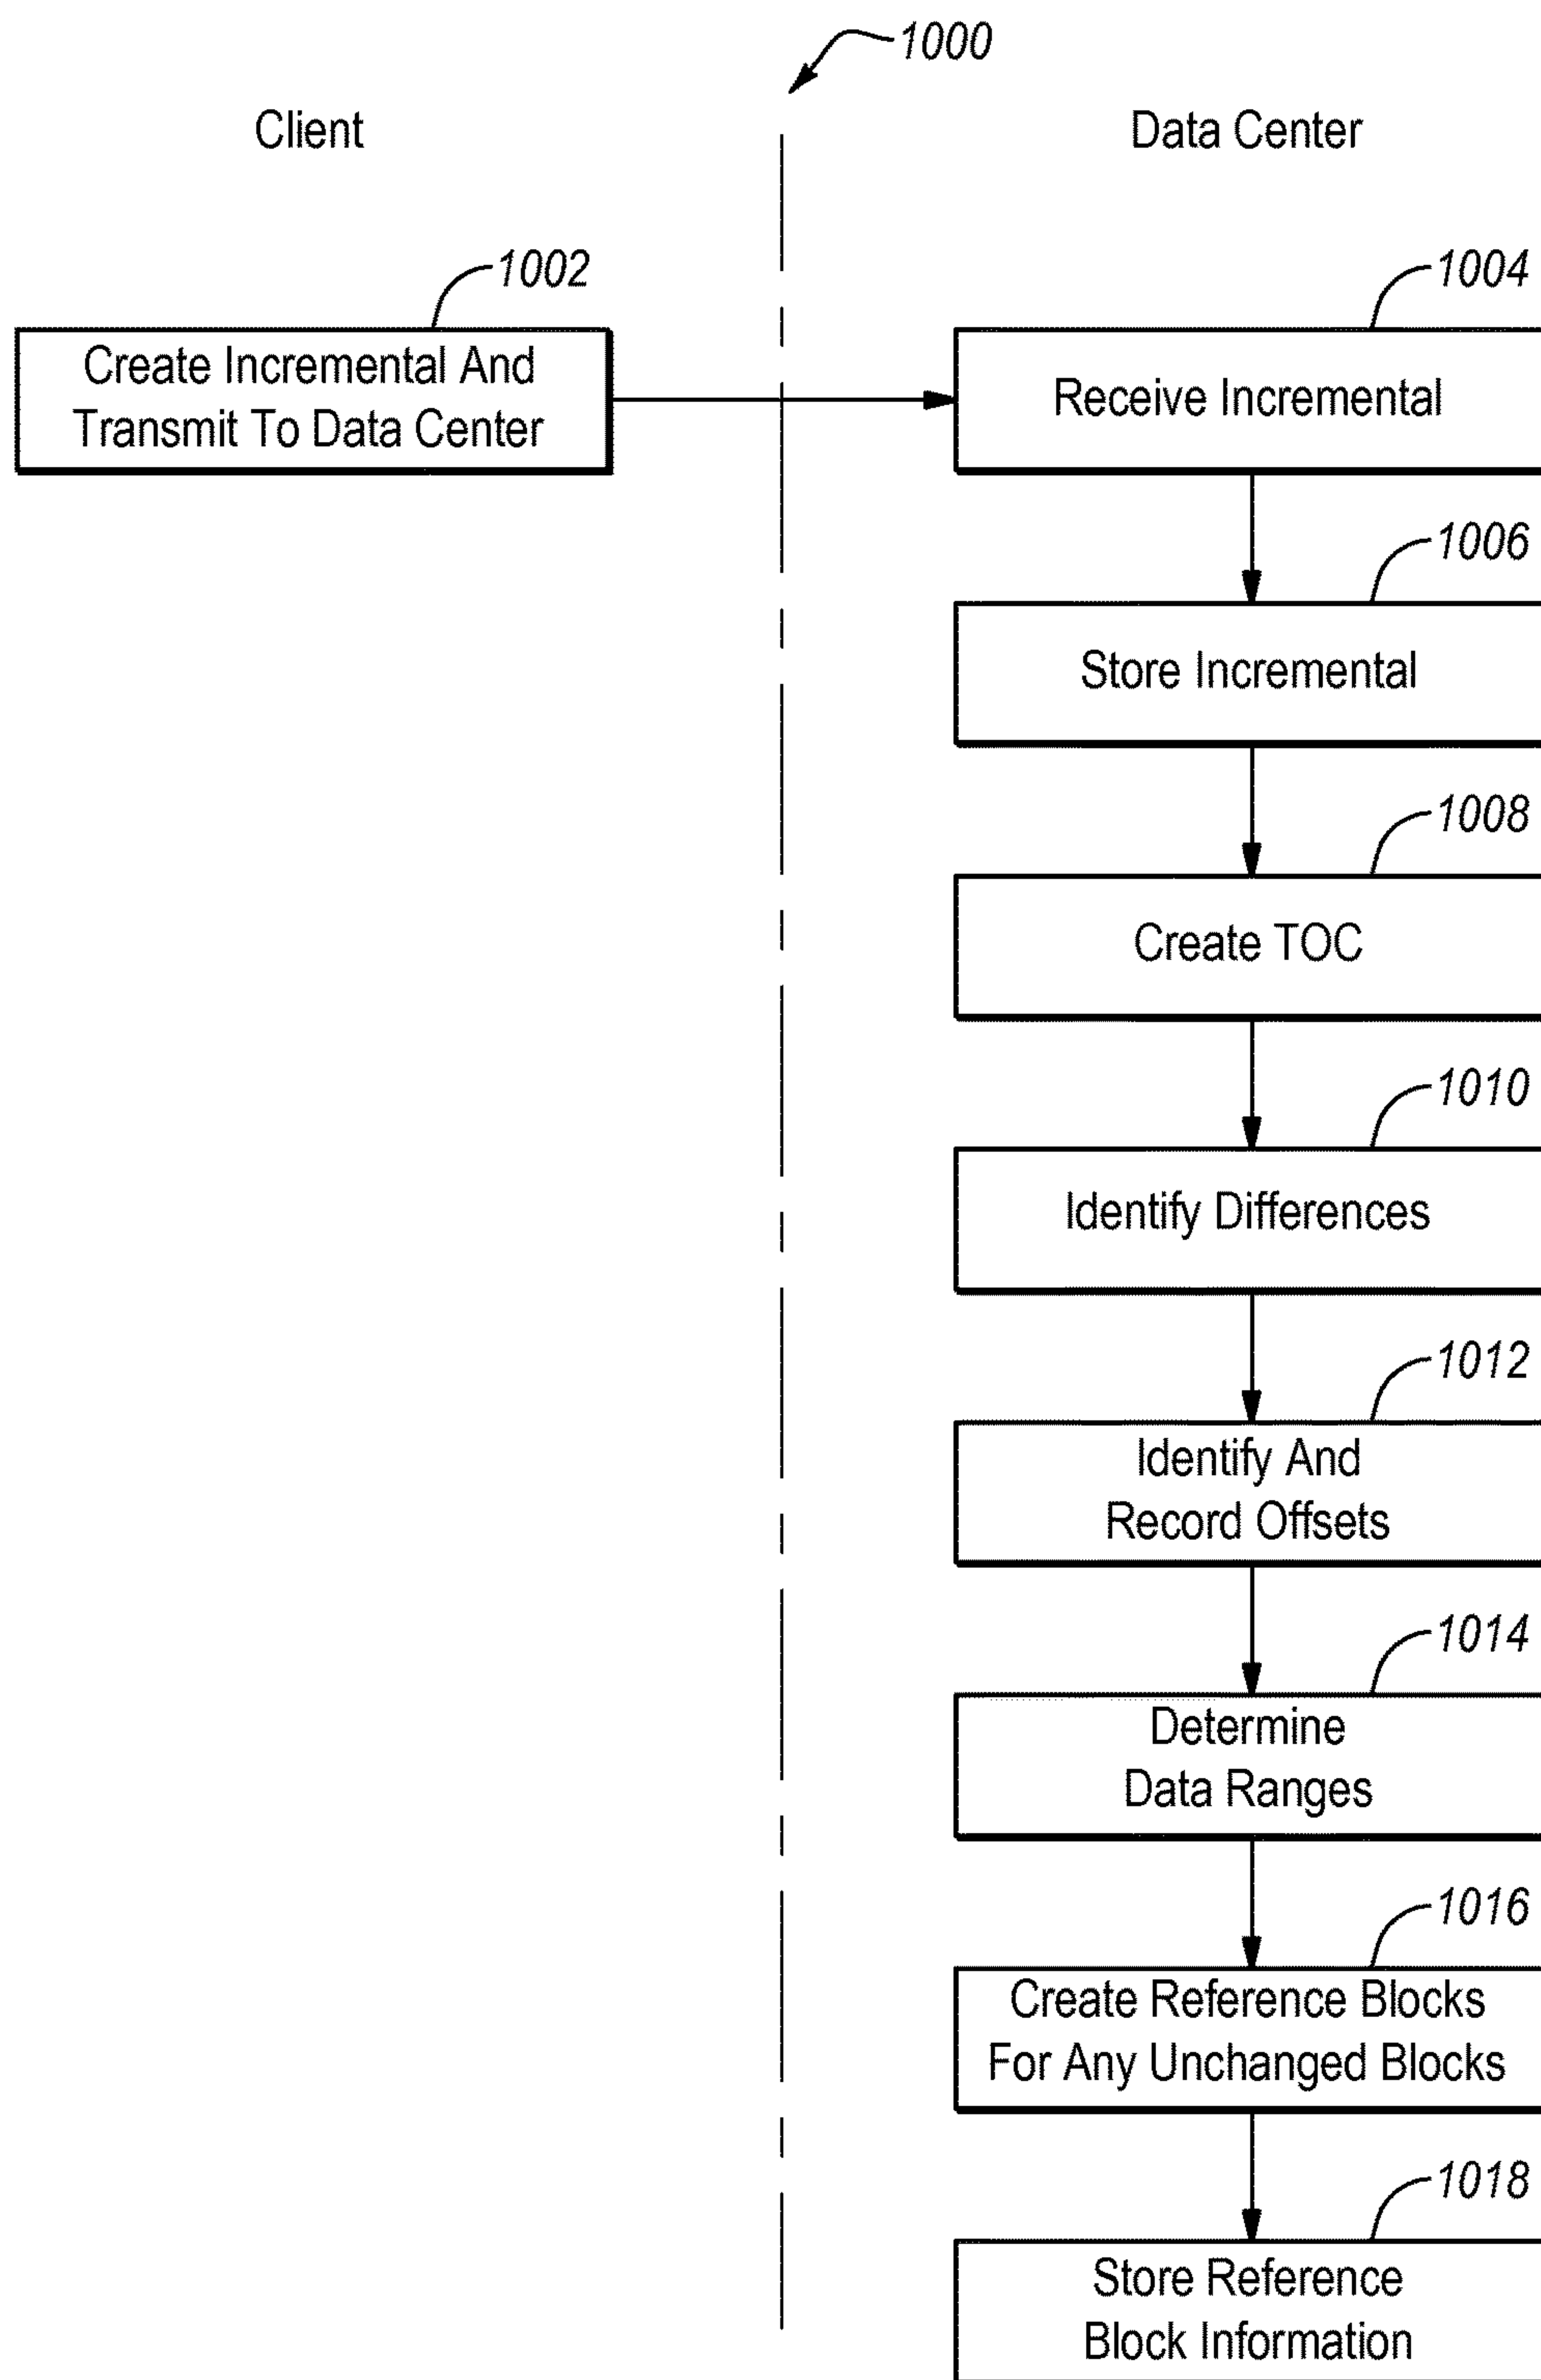 1000
Client
Data Center
1002
Create Incremental And
Transmit To Data Center
1004
Receive Incremental
1006
Store Incremental
1008
Create TOC
1010
Identify Differences
1012
Identify And
Record Offsets
1014
Determine
Data Ranges
1016
Create Reference Blocks
For Any Unchanged Blocks
1018
Store Reference
Block Information